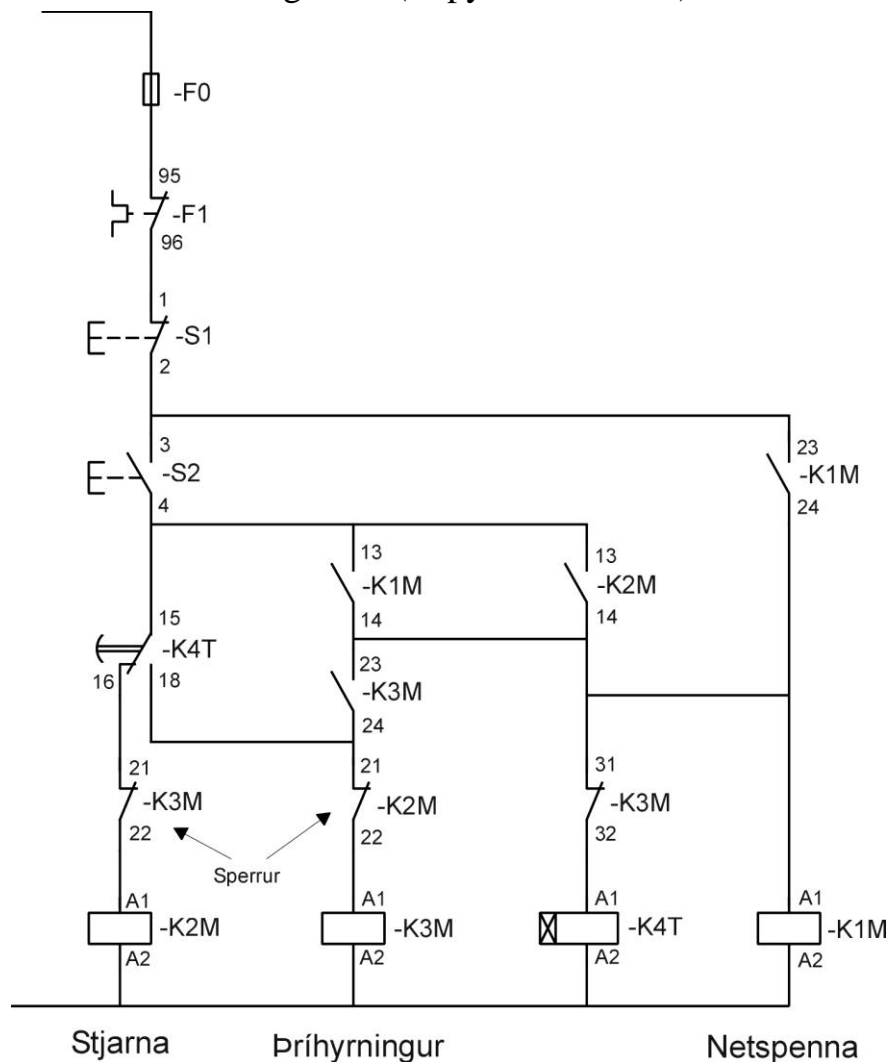 -F0
95
-F1
96
1
-S1
2
3
-S2
4
23
-K1M
24
13
-K1M
14
13
-K2M
14
15
-K4T
16
18
23
-K3M
24
21
-K3M
22
21
-K2M
22
31
-K3M
32
Sperrur
A1
-K2M
A2
A1
-K3M
A2
A1
-K4T
A2
A1
-K1M
A2
Stjarna
Þríhyrningur
Netspenna